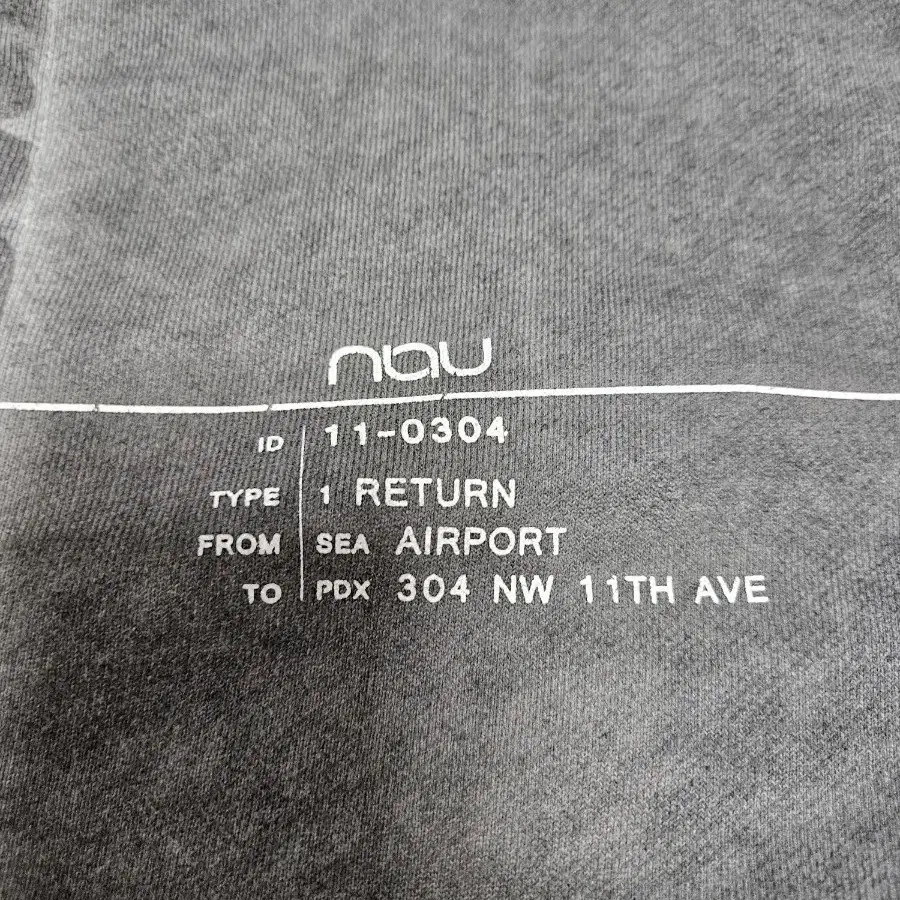 nau
ID 11-0304
TYPE 1 RETURN
FROM SEA AIRPORT
TO PDX 304 NW 11TH AVE